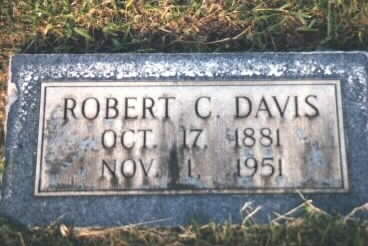 ROBERT C. DAVIS
OCT. 17, 1881
NOV. 1, 1951